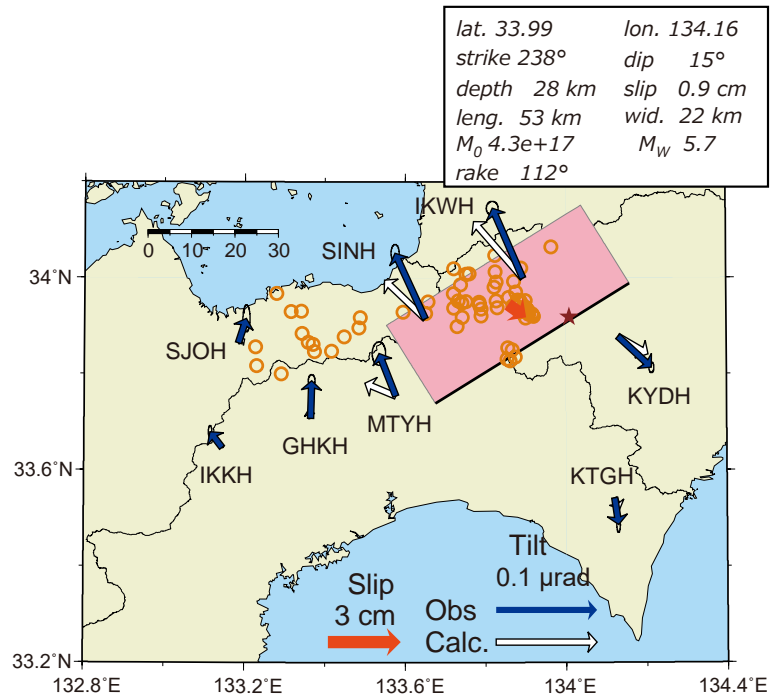 lat. 33.99 lon. 134.16
strike 238° dip 15°
depth 28 km slip 0.9 cm
leng. 53 km wid. 22 km
M0 4.3e+17 MW 5.7
rake 112°
IKWH
0 10 20 30
SINH
34°N
SJOH
KYDH
MTYH
GHKH
IKKH
KTGH
33.6°N
Tilt
0.1 μrad
Slip
3 cm
Obs
Calc.
33.2°N
132.8°E 133.2°E 133.6°E 134°E 134.4°E